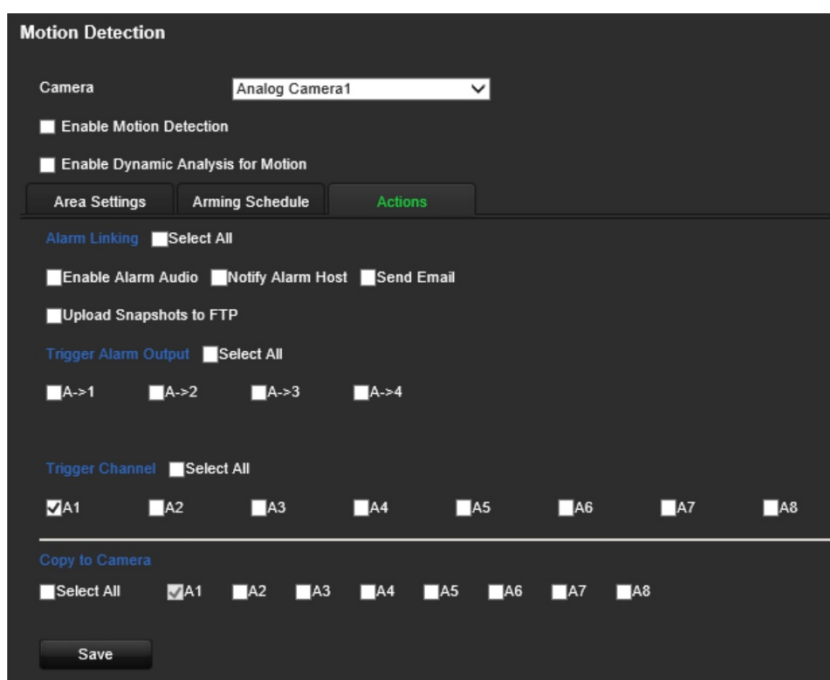 Motion Detection
Camera Analog Camera1
Enable Motion Detection
Enable Dynamic Analysis for Motion
Area Settings Arming Schedule Actions
Alarm Linking Select All
Enable Alarm Audio Notify Alarm Host Send Email
Upload Snapshots to FTP
Trigger Alarm Output Select All
A->1 A->2 A->3 A->4
Trigger Channel Select All
A1 A2 A3 A4 A5 A6 A7 A8
Copy to Camera
Select All A1 A2 A3 A4 A5 A6 A7 A8
Save